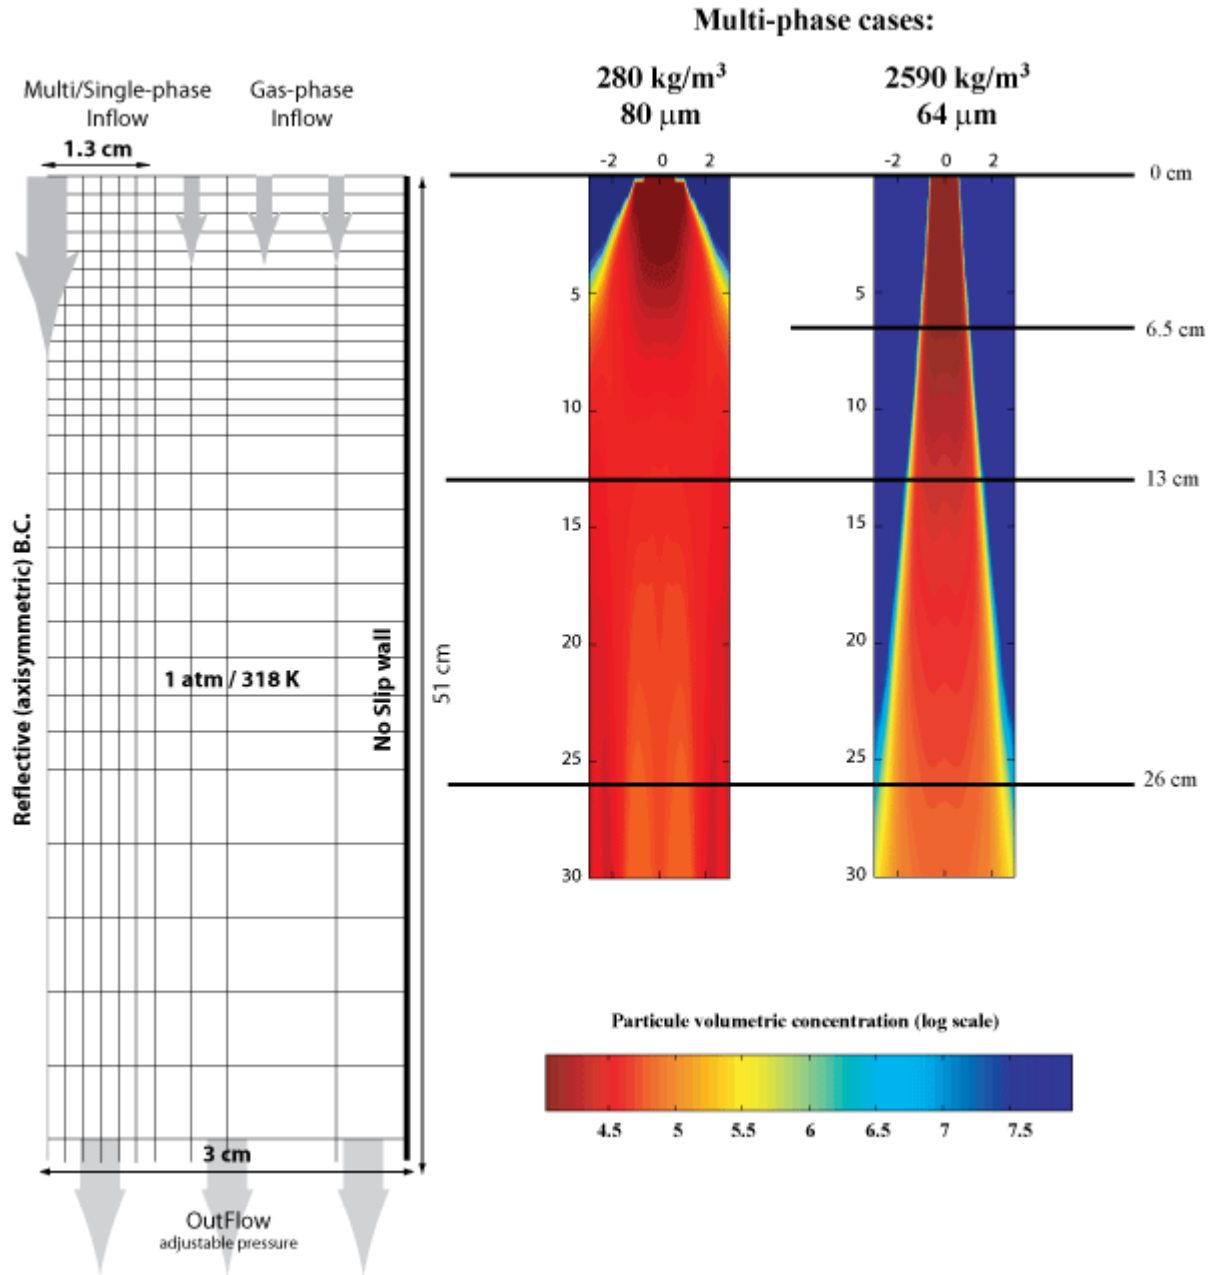 Multi-phase cases:
Multi/Single-phase
Inflow
Gas-phase
Inflow
280 kg/m³
80 µm
2590 kg/m³
64 µm
1.3 cm
-2 0 2
-2 0 2
0 cm
5
5
6.5 cm
10
10
13 cm
15
15
Reflective (axisymmetric) B.C.
1 atm / 318 K
No Slip wall
51 cm
20
20
25
25
26 cm
30
30
Particule volumetric concentration (log scale)
4.5 5 5.5 6 6.5 7 7.5
3 cm
OutFlow
adjustable pressure